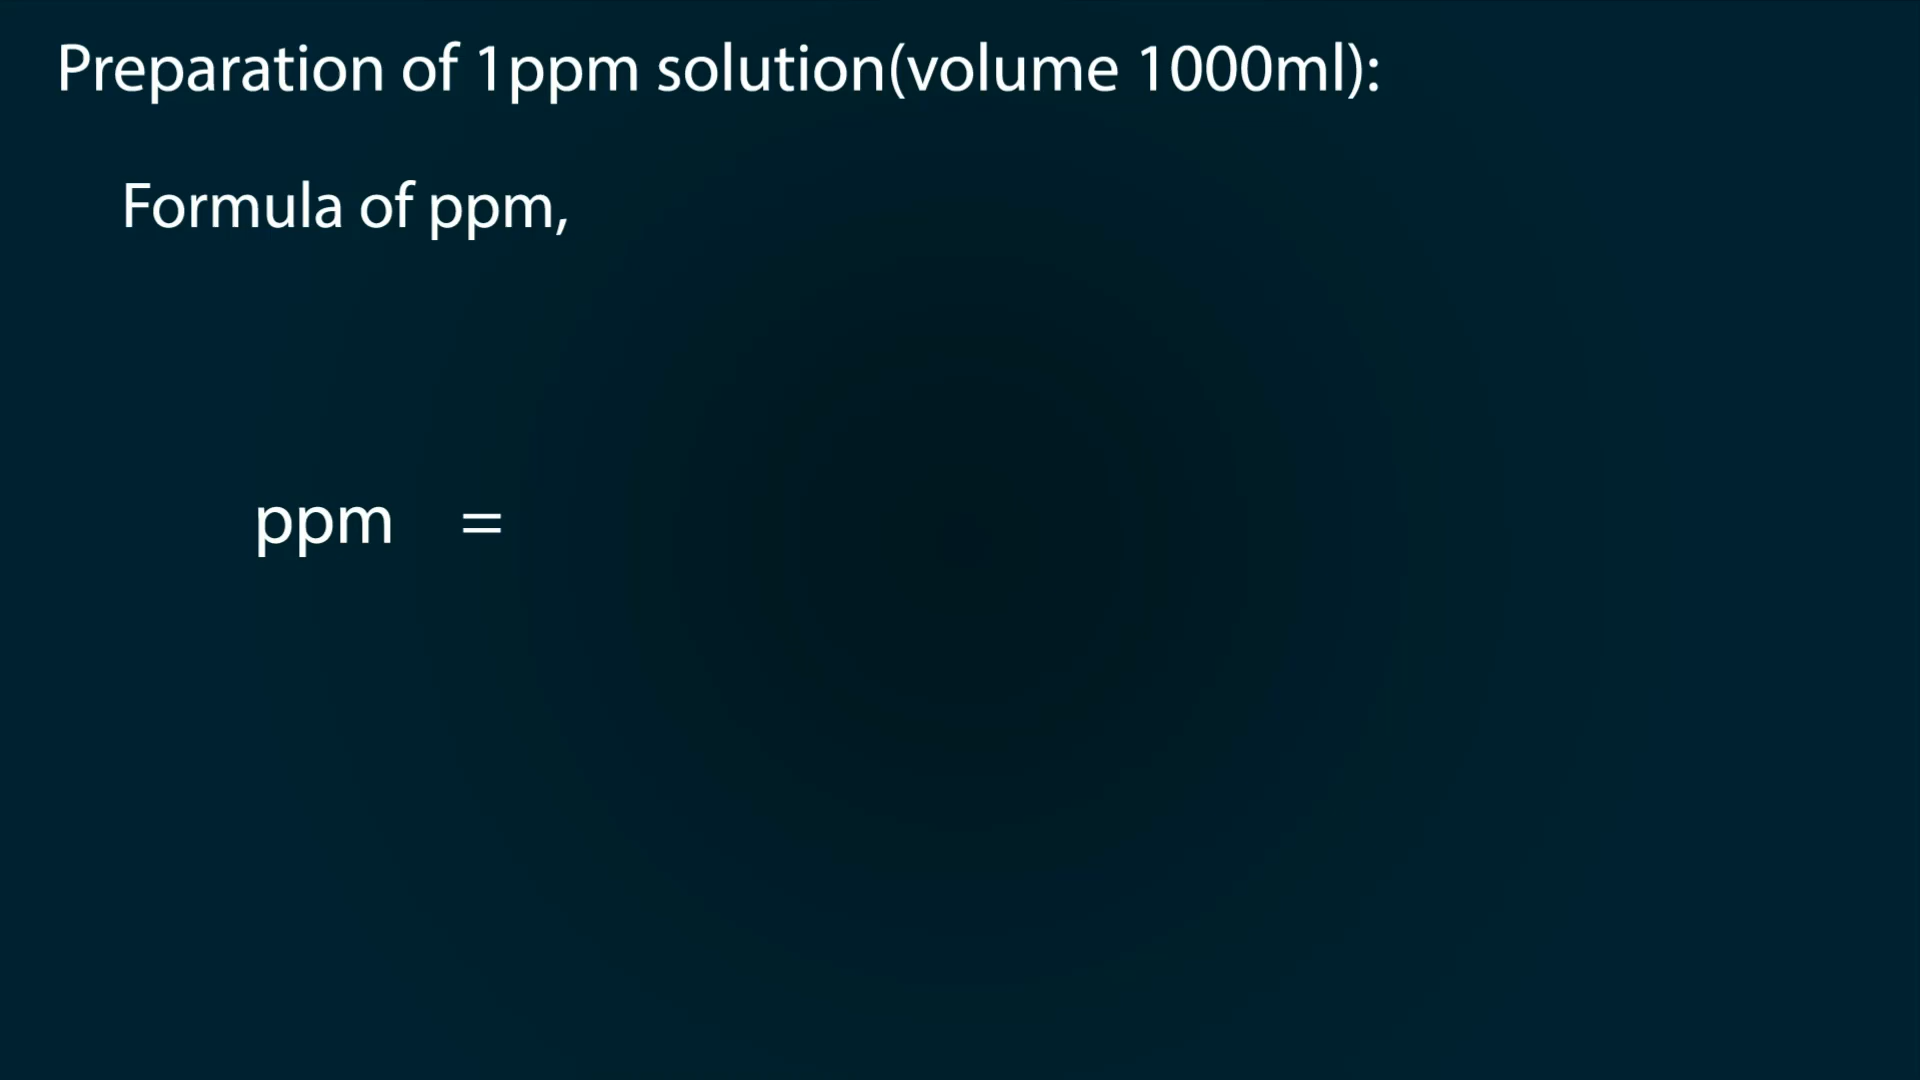 Preparation of 1ppm solution(volume 1000ml):
Formula of ppm,
ppm =